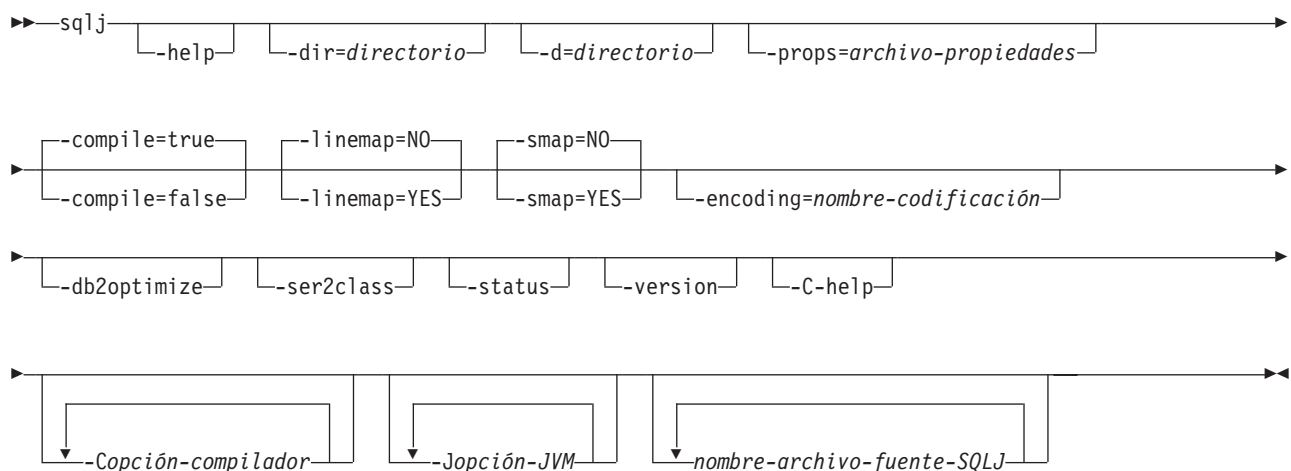 sqlj
-help -dir=directorio -d=directorio -props=archivo-propiedades
-compile=true -linemap=NO -smap=NO
-compile=false -linemap=YES -smap=YES -encoding=nombre-codificación
-db2optimize -ser2class -status -version -C-help
-Copción-compilador -Jopción-JVM nombre-archivo-fuente-SQLJ